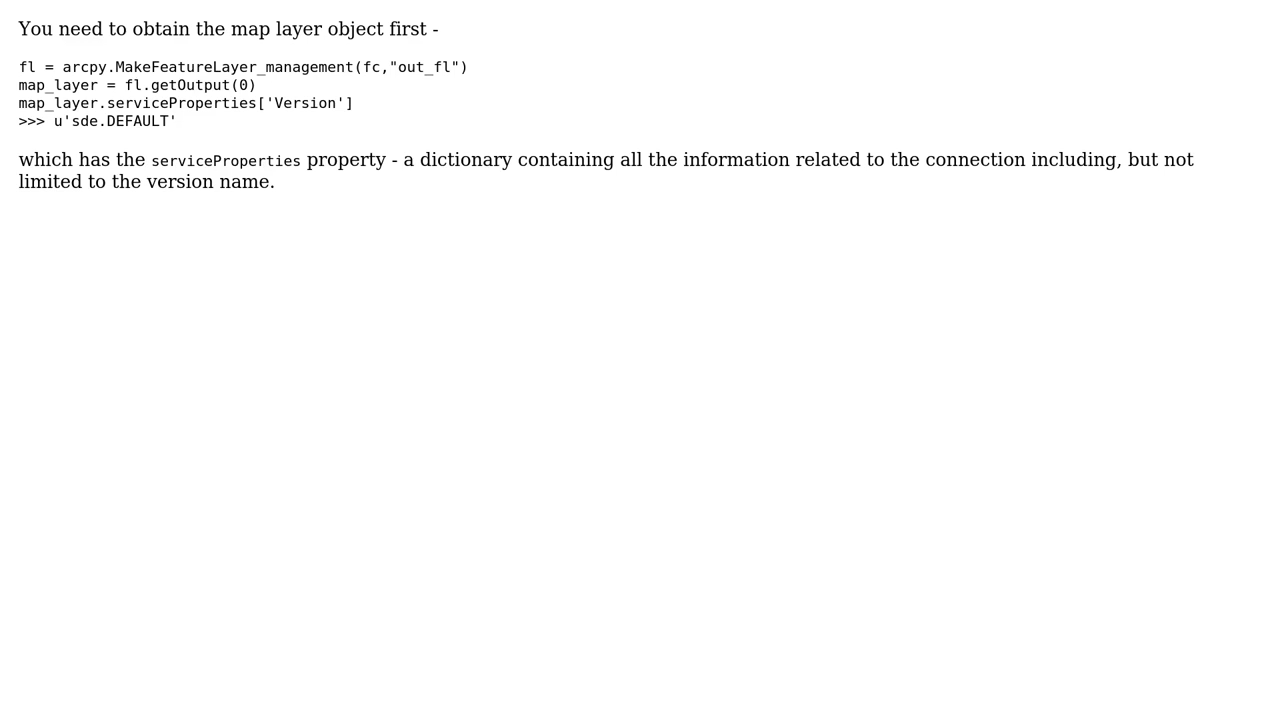 You need to obtain the map layer object first -
fl = arcpy.MakeFeatureLayer_management(fc,"out_fl")
map_layer = fl.getOutput(0)
map_layer.serviceProperties['Version']
>>> u'sde.DEFAULT'
which has the serviceProperties property - a dictionary containing all the information related to the connection including, but not
limited to the version name.